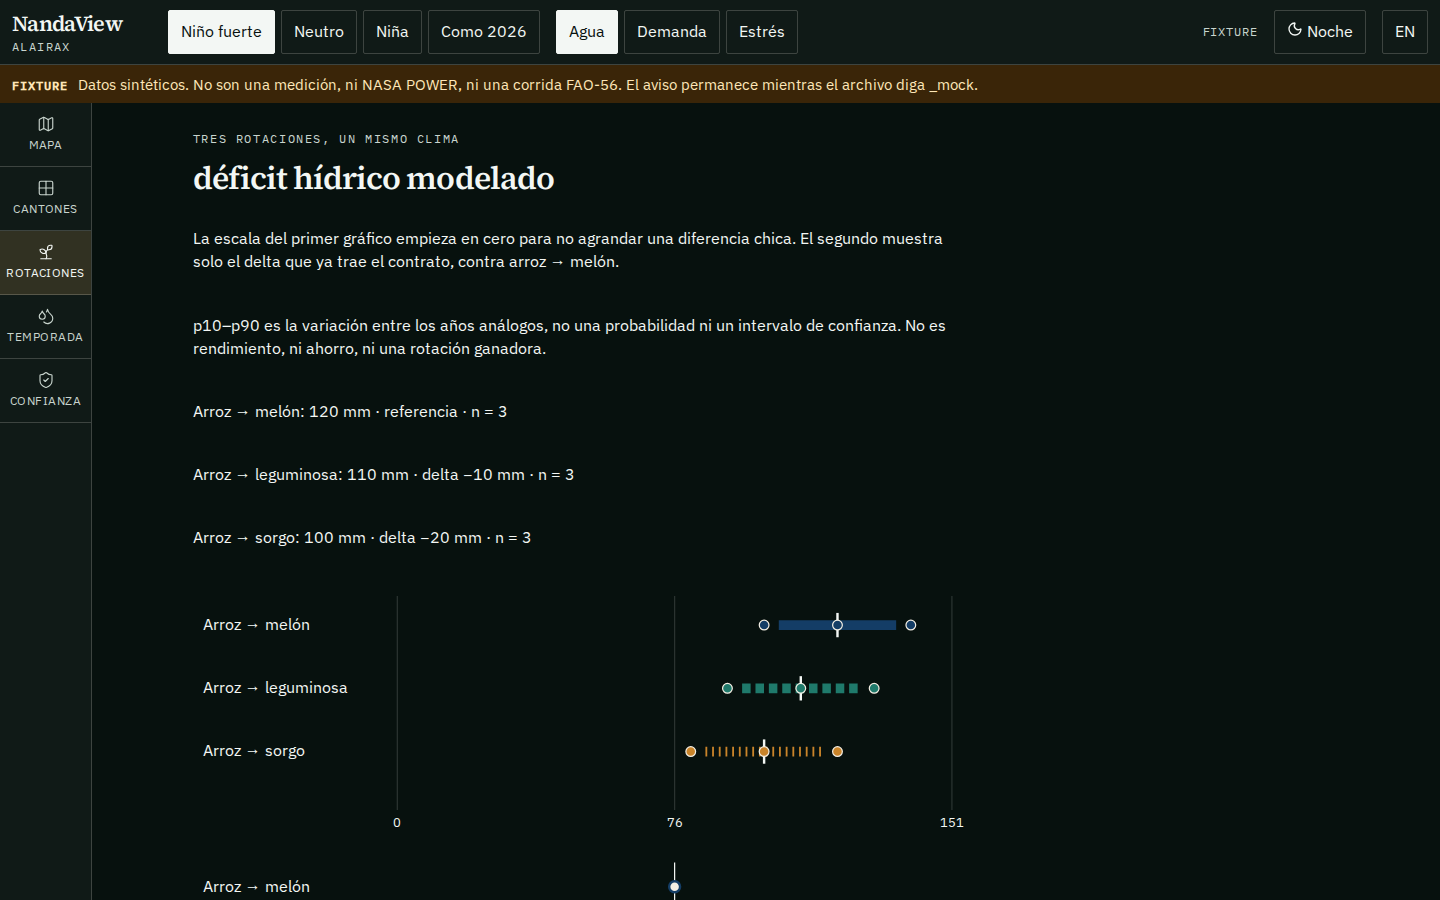 NandaView
ALAIRAX
Niño fuerte
Neutro
Niña
Como 2026
Agua
Demanda
Estrés
FIXTURE
Noche
EN
FIXTURE Datos sintéticos. No son una medición, ni NASA POWER, ni una corrida FAO-56. El aviso permanece mientras el archivo diga _mock.
MAPA
CANTONES
ROTACIONES
TEMPORADA
CONFIANZA
TRES ROTACIONES, UN MISMO CLIMA
déficit hídrico modelado
La escala del primer gráfico empieza en cero para no agrandar una diferencia chica. El segundo muestra
solo el delta que ya trae el contrato, contra arroz → melón.
p10–p90 es la variación entre los años análogos, no una probabilidad ni un intervalo de confianza. No es
rendimiento, ni ahorro, ni una rotación ganadora.
Arroz → melón: 120 mm · referencia · n = 3
Arroz → leguminosa: 110 mm · delta −10 mm · n = 3
Arroz → sorgo: 100 mm · delta −20 mm · n = 3
Arroz → melón
Arroz → leguminosa
Arroz → sorgo
0
76
151
Arroz → melón